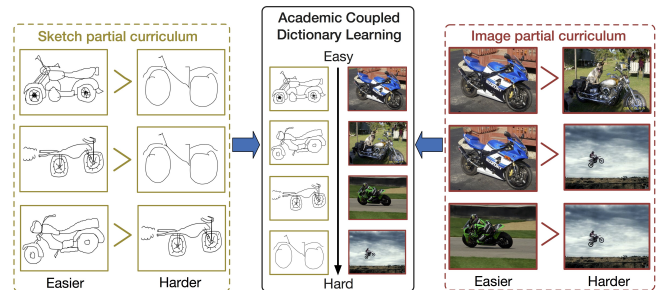 Sketch partial curriculum
Easier
Harder
Academic Coupled
Dictionary Learning
Easy
Hard
Image partial curriculum
Easier
Harder